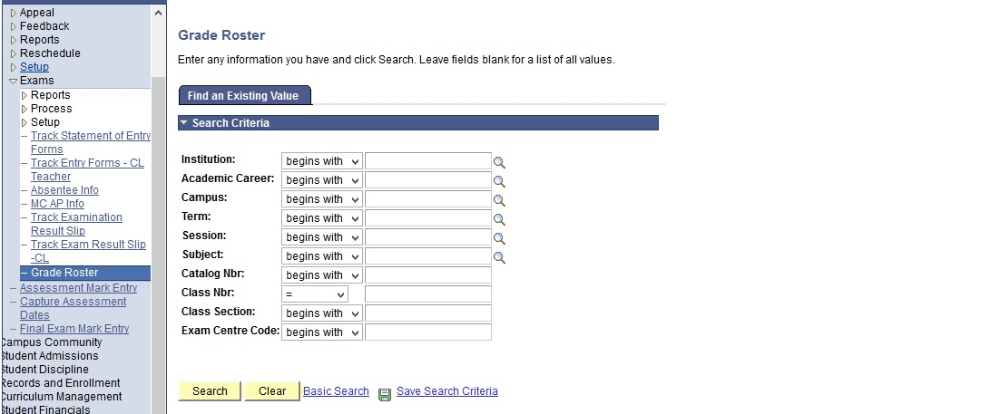 Appeal
Feedback
Reports
Reschedule
Setup
Exams
Reports
Process
Setup
Track Statement of Entry
Forms
Track Entry Forms - CL
Teacher
Absentee Info
MC AP Info
Track Examination
Result Slip
Track Exam Result Slip
-CL
Grade Roster
Assessment Mark Entry
Capture Assessment
Dates
Final Exam Mark Entry
Campus Community
Student Admissions
Student Discipline
Records and Enrollment
Curriculum Management
Student Financials
Grade Roster
Enter any information you have and click Search. Leave fields blank for a list of all values.
Find an Existing Value
Search Criteria
Institution: begins with
Academic Career: begins with
Campus: begins with
Term: begins with
Session: begins with
Subject: begins with
Catalog Nbr: begins with
Class Nbr: =
Class Section: begins with
Exam Centre Code: begins with
Search Clear Basic Search Save Search Criteria